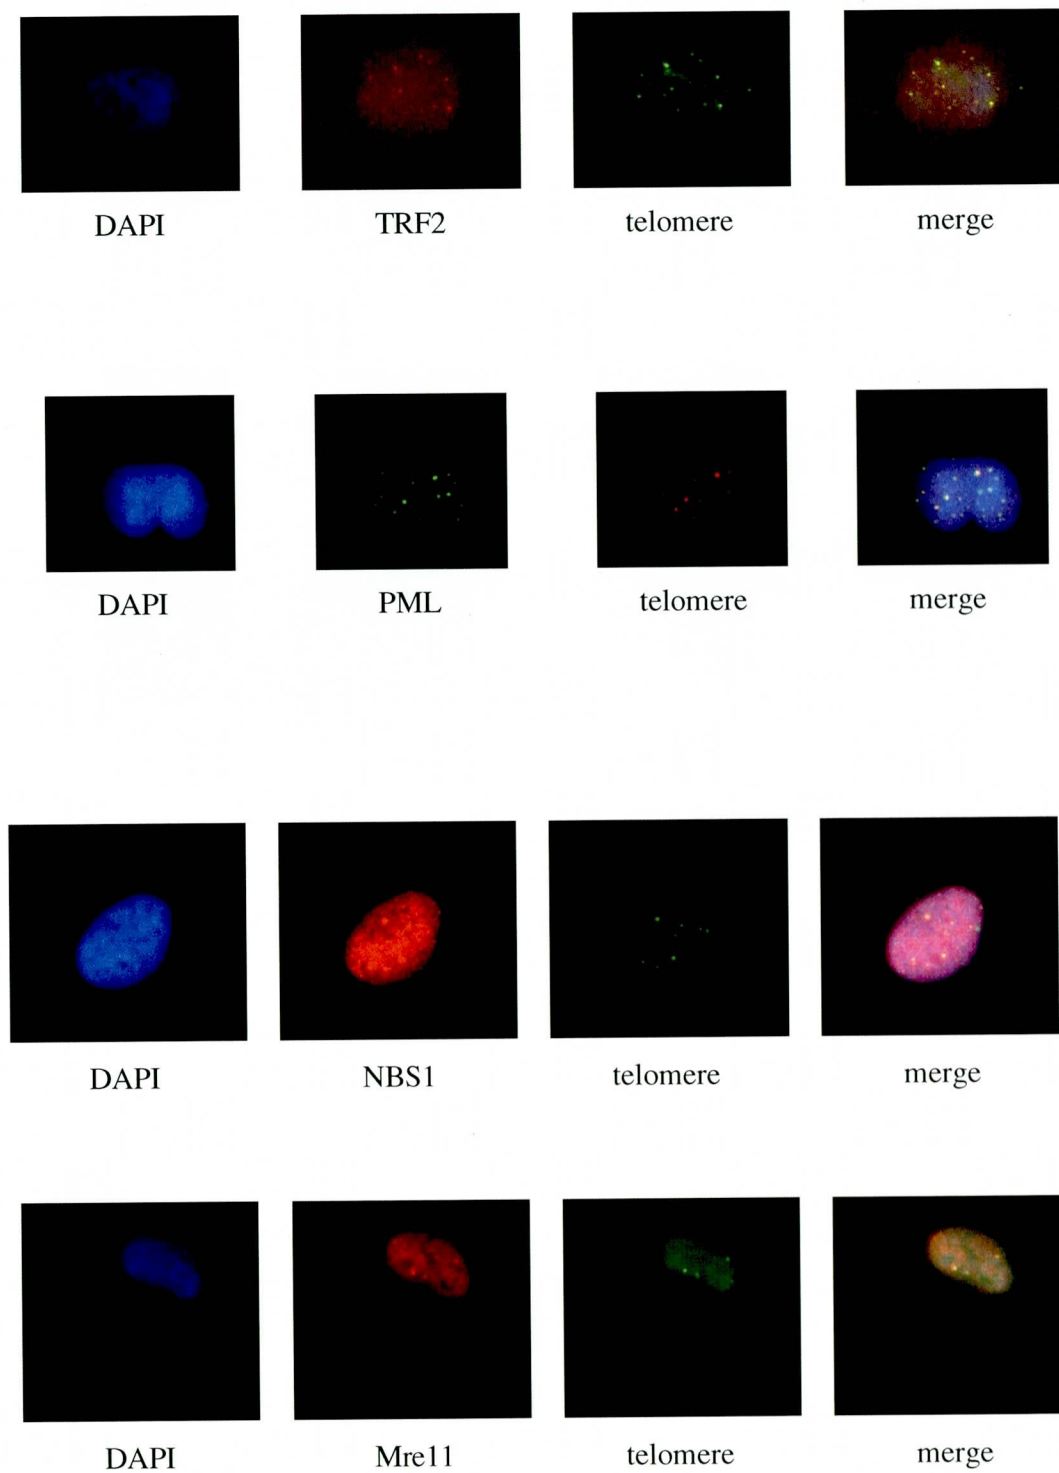 DAPI TRF2 telomere merge
DAPI PML telomere merge
DAPI NBS1 telomere merge
DAPI Mre11 telomere merge